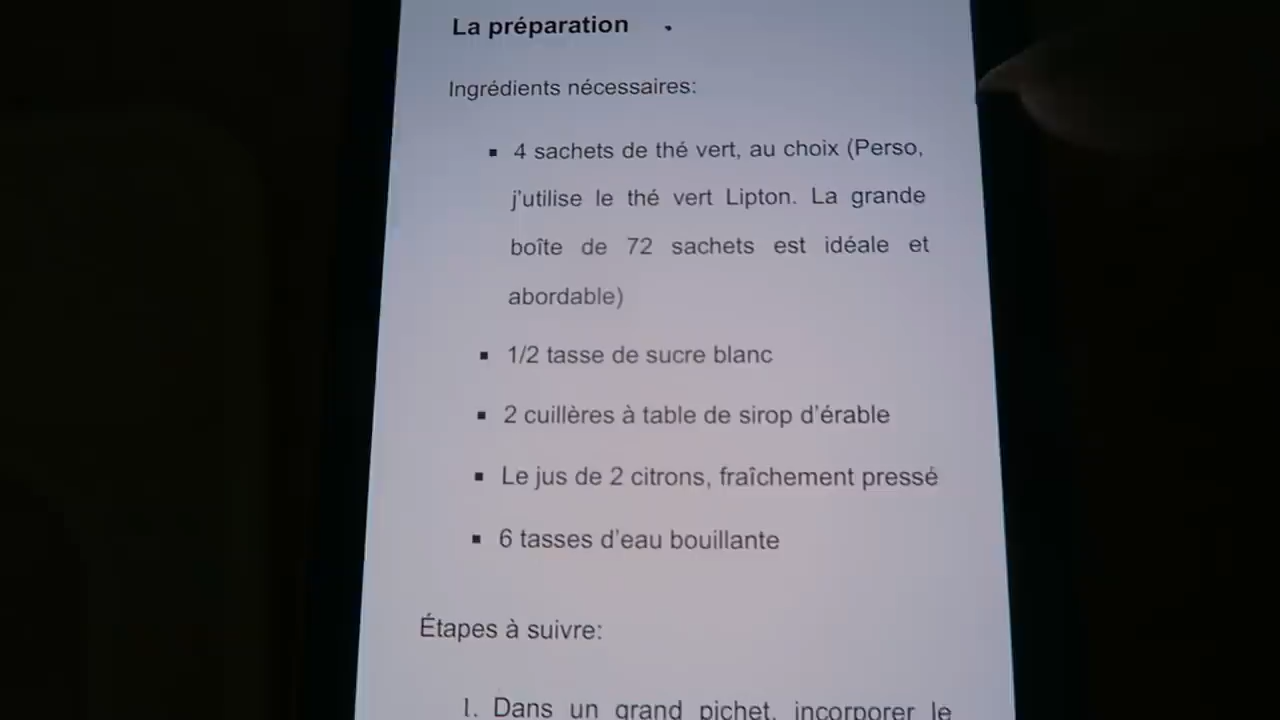 La préparation
Ingrédients nécessaires:
▪ 4 sachets de thé vert, au choix (Perso,
j'utilise le thé vert Lipton. La grande
boîte de 72 sachets est idéale et
abordable)
▪ 1/2 tasse de sucre blanc
▪ 2 cuillères à table de sirop d'érable
▪ Le jus de 2 citrons, fraîchement pressé
▪ 6 tasses d'eau bouillante
Étapes à suivre:
1. Dans un grand pichet, incorporer le